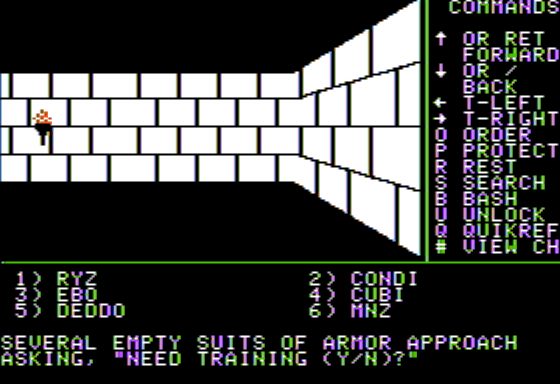 COMMANDS
↑ OR RET
FORWARD
↓ OR /
BACK
← T-LEFT
→ T-RIGHT
O ORDER
P PROTECT
R REST
S SEARCH
B BASH
U UNLOCK
Q QUIKREF
# VIEW CH
1) RYZ 2) CONDI
3) EBO 4) CUBI
5) DEDDO 6) MNZ
SEVERAL EMPTY SUITS OF ARMOR APPROACH
ASKING, "NEED TRAINING (Y/N)?"